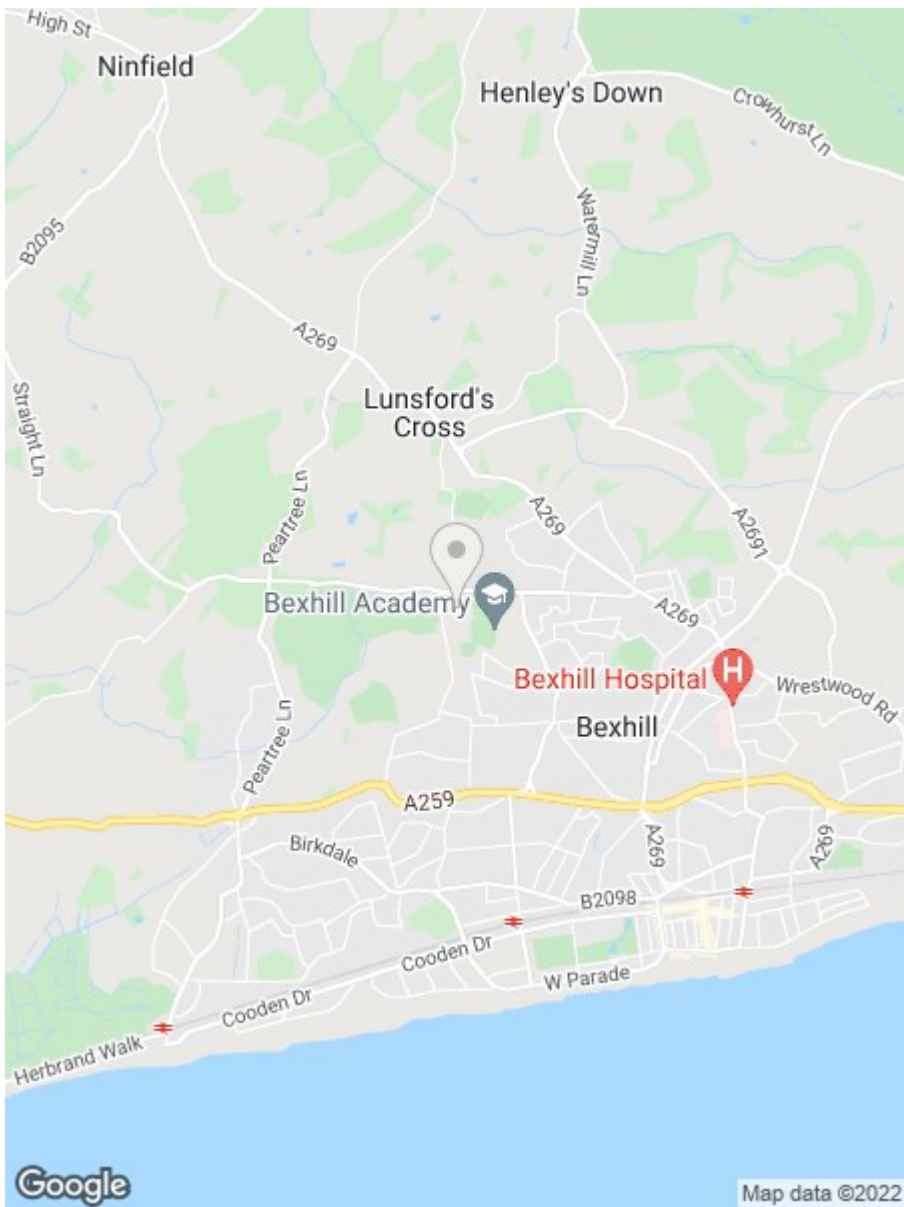 High St
Ninfield
Henley's Down
Crowhurst Ln
B2095
Watermill Ln
A269
Straight Ln
Lunsford's
Cross
Peartree Ln
A269
A2691
Bexhill Academy
A269
Bexhill Hospital
H
Wrestwood Rd
Peartree Ln
Bexhill
A259
Birkdale
A269
A269
B2098
Cooden Dr
W Parade
Cooden Dr
Herbrand Walk
Google
Map data ©2022